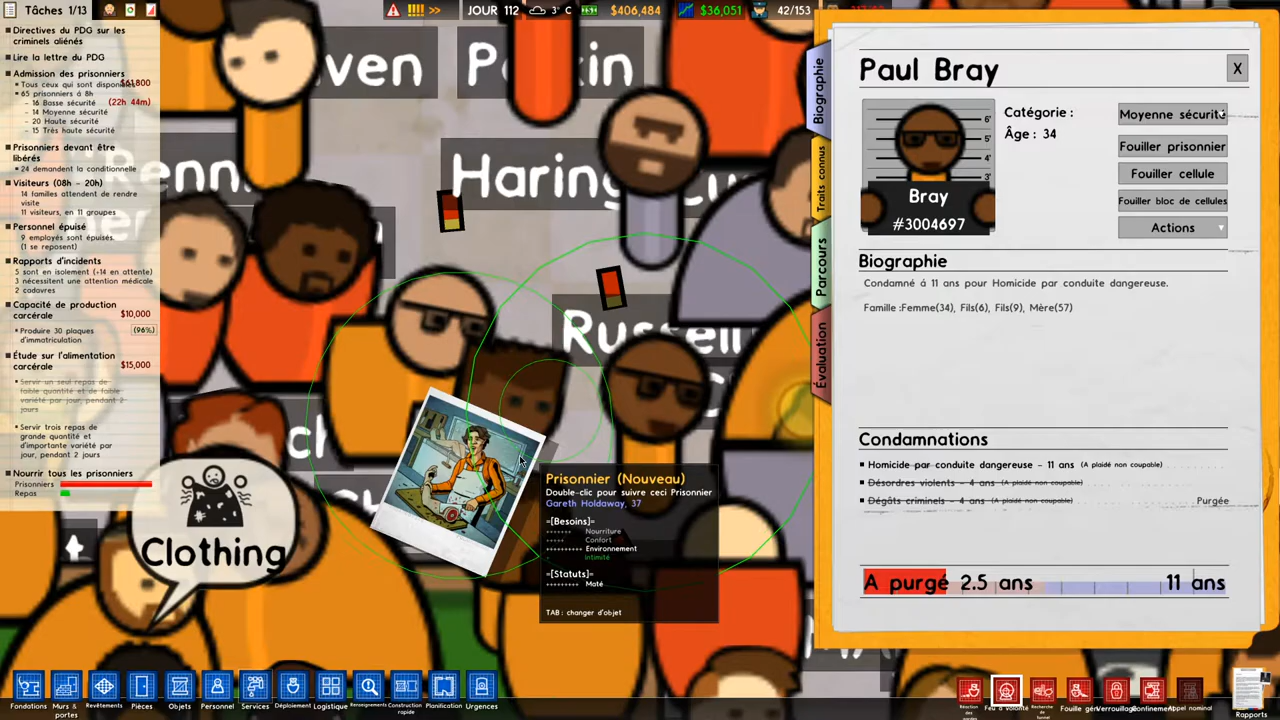 Tâches 1/13
JOUR 112
3° C
$406,484
$36,051
42/153
Directives du PDG sur les
criminels aliénés
Lire la lettre du PDG
Admission des prisonniers
$61,800
65 prisonniers à 8h
(22h 44m)
– 16 Basse sécurité
– 14 Moyenne sécurité
– 20 Haute sécurité
– 15 Très haute sécurité
Prisonniers devant être
libérés
24 demandent la conditionnelle
Visiteurs (08h – 20h)
14 familles attendent de rendre
visite
11 visiteurs, en 11 groupes
Personnel épuisé
9 employés sont épuisés.
(1 se reposent)
Rapports d'incidents
5 sont en isolement (+14 en attente)
3 nécessitent une attention médicale
2 cadavres
Capacité de production
carcérale
$10,000
Produire 30 plaques
d'immatriculation
(96%)
Étude sur l'alimentation
carcérale
$15,000
Servir un seul repas de
faible quantité et de faible
variété par jour, pendant 2
jours
Servir trois repas de
grande quantité et
d'importante variété par
jour, pendant 2 jours
Nourrir tous les prisonniers
Prisonniers
Repas
ven
Haring
Russell
Clothing
Prisonnier (Nouveau)
Double-clic pour suivre ceci Prisonnier
Gareth Holdaway, 37
=[Besoins]=
+++++++ Nourriture
+++++ Confort
++++++++++ Environnement
+ Intimité
=[Statuts]=
+++++++++ Maté
TAB : changer d'objet
Biographie
Traits connus
Parcours
Évaluation
Paul Bray
X
Catégorie :
Âge : 34
Moyenne sécurité
Fouiller prisonnier
Fouiller cellule
Fouiller bloc de cellules
Actions
6'
5'
4'
3'
Bray
#3004697
Biographie
Condamné à 11 ans pour Homicide par conduite dangereuse.
Famille :Femme(34), Fils(6), Fils(9), Mère(57)
Condamnations
Homicide par conduite dangereuse – 11 ans (A plaidé non coupable)
Désordres violents – 4 ans (A plaidé non coupable)
Dégâts criminels – 4 ans (A plaidé non coupable) Purgée
A purgé 2.5 ans
11 ans
Fondations
Murs & portes
Revêtements
Pièces
Objets
Personnel
Services
Déploiement
Logistique
Renseignements
Construction rapide
Planification
Urgences
Réaction des gardes
Feu à volonté
Recherche de tunnel
Verrouillage
Appel nominal
Rapports